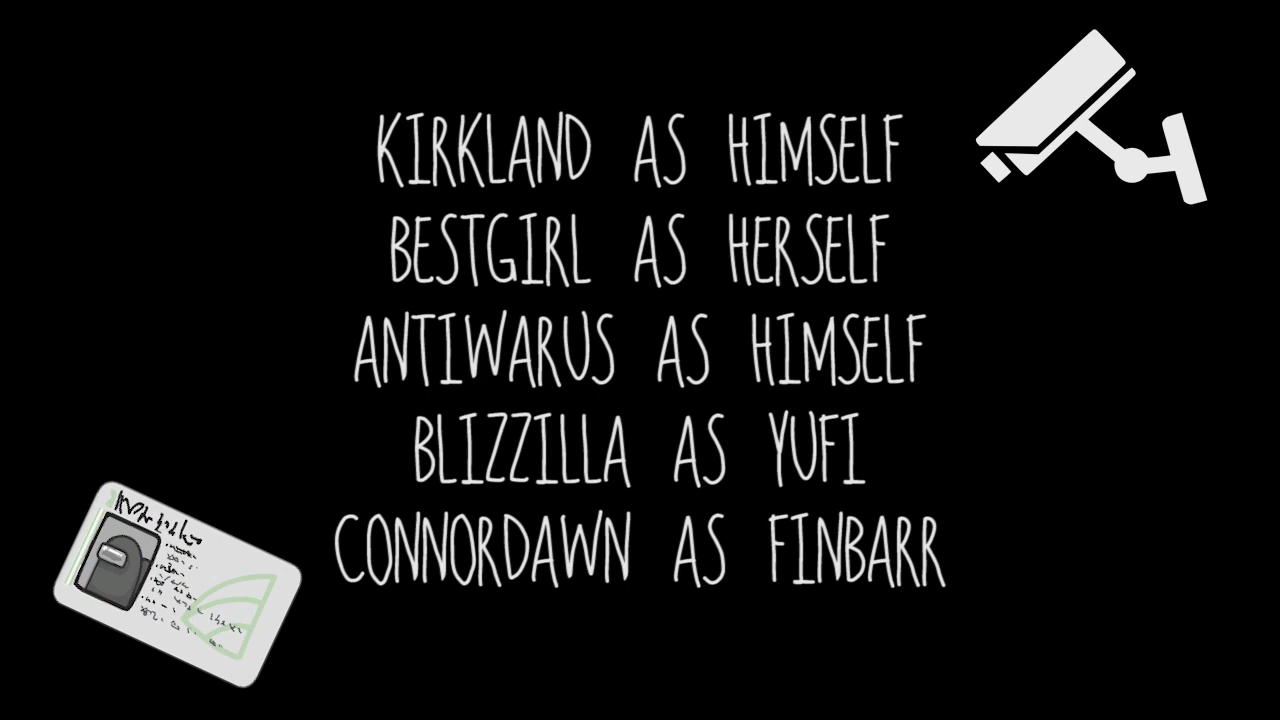 KIRKLAND AS HIMSELF
BESTGIRL AS HERSELF
ANTIWARUS AS HIMSELF
BLIZZILLA AS YUFI
CONNORDAWN AS FINBARR